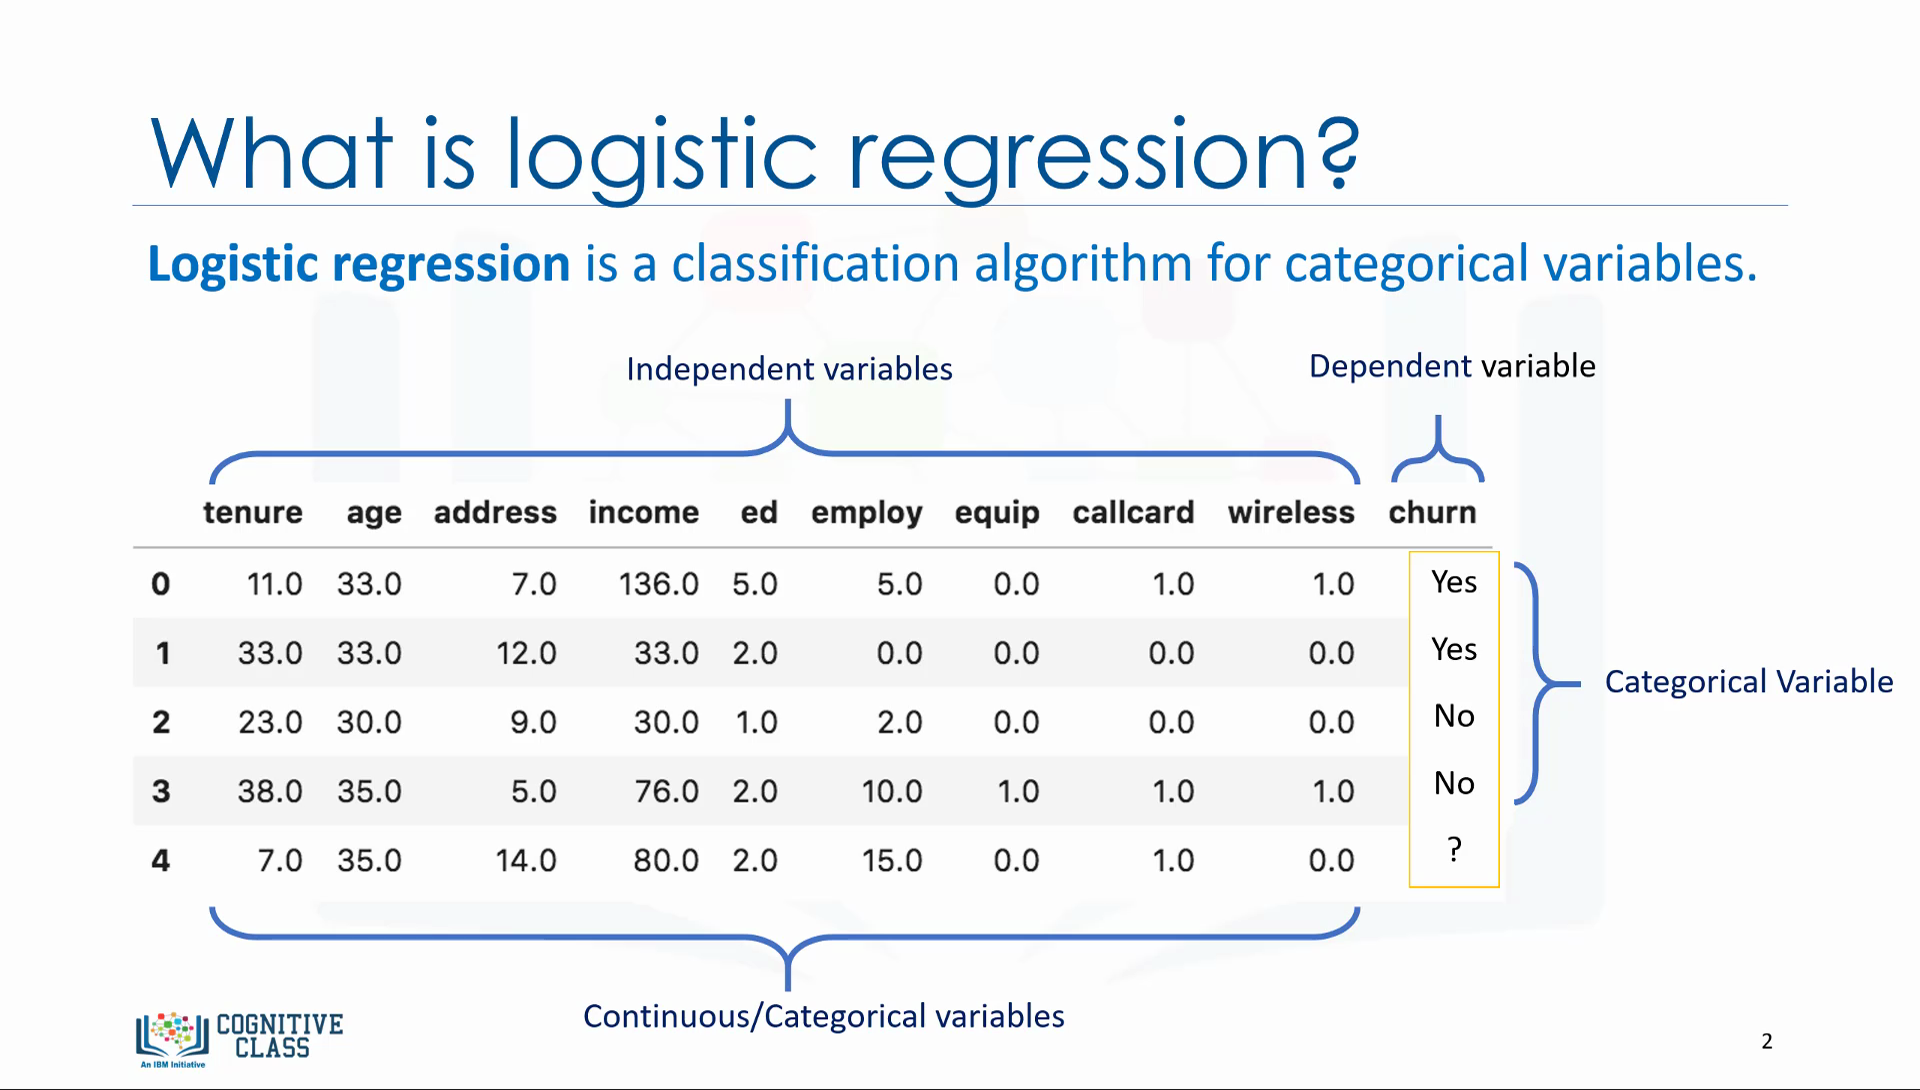 What is logistic regression?
Logistic regression is a classification algorithm for categorical variables.
Independent variables
Dependent variable
tenure age address income ed employ equip callcard wireless churn
0 11.0 33.0 7.0 136.0 5.0 5.0 0.0 1.0 1.0 Yes
1 33.0 33.0 12.0 33.0 2.0 0.0 0.0 0.0 0.0 Yes
2 23.0 30.0 9.0 30.0 1.0 2.0 0.0 0.0 0.0 No
3 38.0 35.0 5.0 76.0 2.0 10.0 1.0 1.0 1.0 No
4 7.0 35.0 14.0 80.0 2.0 15.0 0.0 1.0 0.0 ?
Categorical Variable
Continuous/Categorical variables
COGNITIVE
CLASS
An IBM Initiative
2